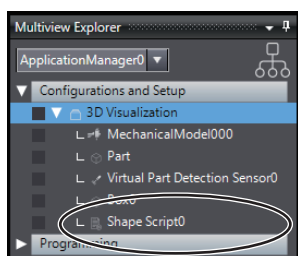 Multiview Explorer
ApplicationManager0
Configurations and Setup
3D Visualization
MechanicalModel000
Part
Virtual Part Detection Sensor0
Box0
Shape Script0
Programming